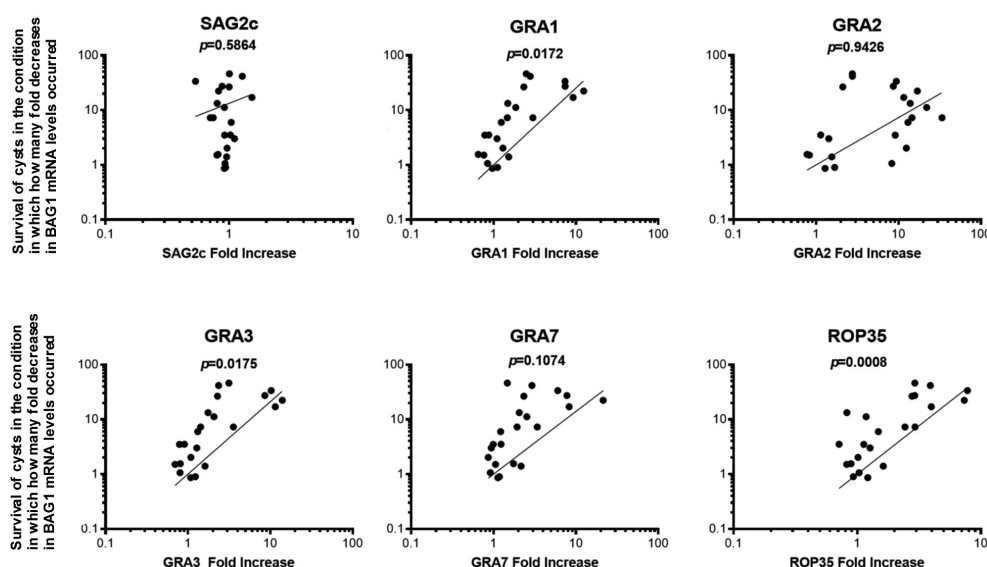 SAG2c
p=0.5864
Survival of cysts in the condition
in which how many fold decreases
in BAG1 mRNA levels occurred
100
10
1
0.1
0.1
1
10
SAG2c Fold Increase
GRA1
p=0.0172
100
10
1
0.1
0.1
1
10
100
GRA1 Fold Increase
GRA2
p=0.9426
100
10
1
0.1
0.1
1
10
100
GRA2 Fold Increase
GRA3
p=0.0175
Survival of cysts in the condition
in which how many fold decreases
in BAG1 mRNA levels occurred
100
10
1
0.1
0.1
1
10
100
GRA3 Fold Increase
GRA7
p=0.1074
100
10
1
0.1
0.1
1
10
100
GRA7 Fold Increase
ROP35
p=0.0008
100
10
1
0.1
0.1
1
10
ROP35 Fold Increase